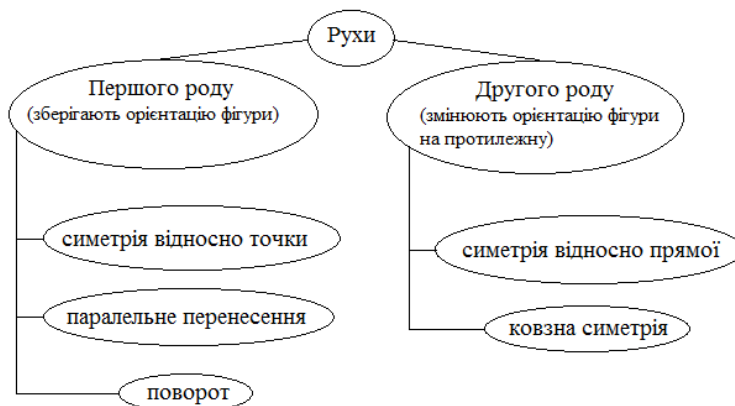 Рухи
Першого роду
(зберігають орієнтацію фігури)
Другого роду
(змінюють орієнтацію фігури
на протилежну)
симетрія відносно точки
паралельне перенесення
поворот
симетрія відносно прямої
ковзна симетрія